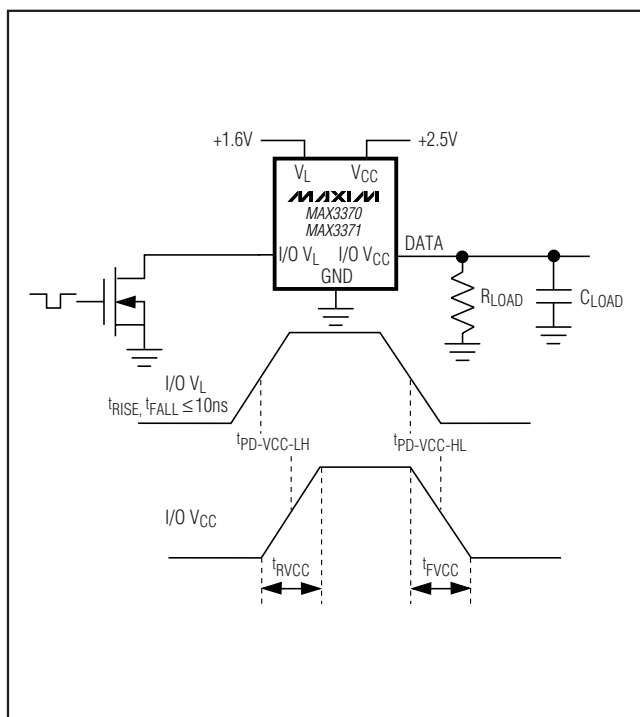 +1.6V +2.5V
VL VCC
MAXIM
MAX3370
MAX3371
I/O VL I/O VCC DATA
GND
RLOAD CLOAD
I/O VL
tRISE, tFALL ≤ 10ns
tPD-VCC-LH tPD-VCC-HL
I/O VCC
tRVCC tFVCC